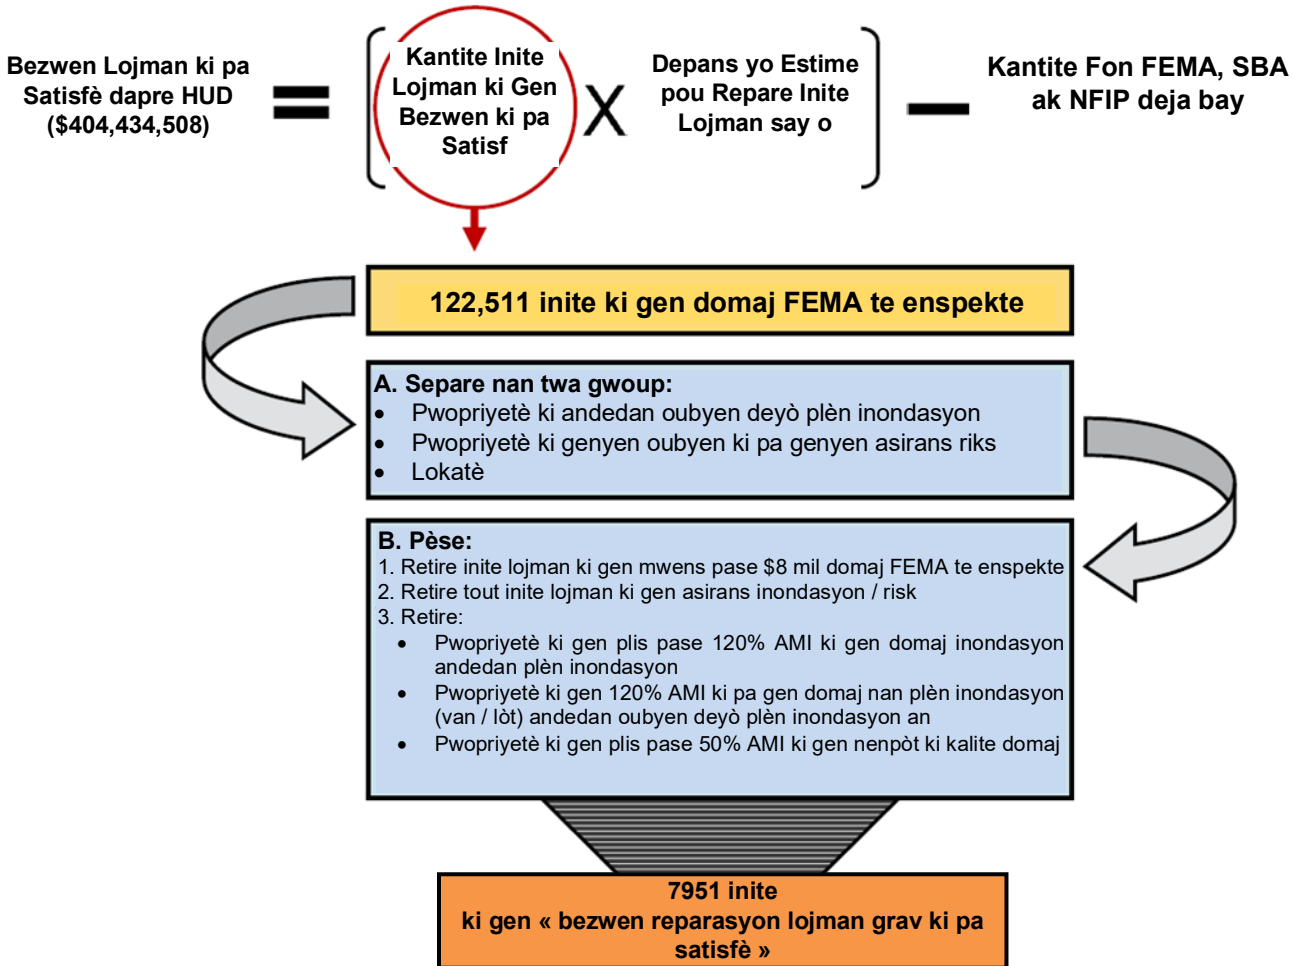 Bezwen Lojman ki pa
Satisfè dapre HUD
($404,434,508)
=
Kantite Inite
Lojman ki Gen
Bezwen ki pa
Satisf
X
Depans yo Estime
pou Repare Inite
Lojman say o
—
Kantite Fon FEMA, SBA
ak NFIP deja bay
122,511 inite ki gen domaj FEMA te enspekte
A. Separe nan twa gwoup:
• Pwopriyetè ki andedan oubyen deyò plèn inondasyon
• Pwopriyetè ki genyen oubyen ki pa genyen asirans riks
• Lokatè
B. Pèse:
1. Retire inite lojman ki gen mwens pase $8 mil domaj FEMA te enspekte
2. Retire tout inite lojman ki gen asirans inondasyon / risk
3. Retire:
• Pwopriyetè ki gen plis pase 120% AMI ki gen domaj inondasyon
andedan plèn inondasyon
• Pwopriyetè ki gen 120% AMI ki pa gen domaj nan plèn inondasyon
(van / lòt) andedan oubyen deyò plèn inondasyon an
• Pwopriyetè ki gen plis pase 50% AMI ki gen nenpòt ki kalite domaj
7951 inite
ki gen « bezwen reparasyon lojman grav ki pa
satisfè »